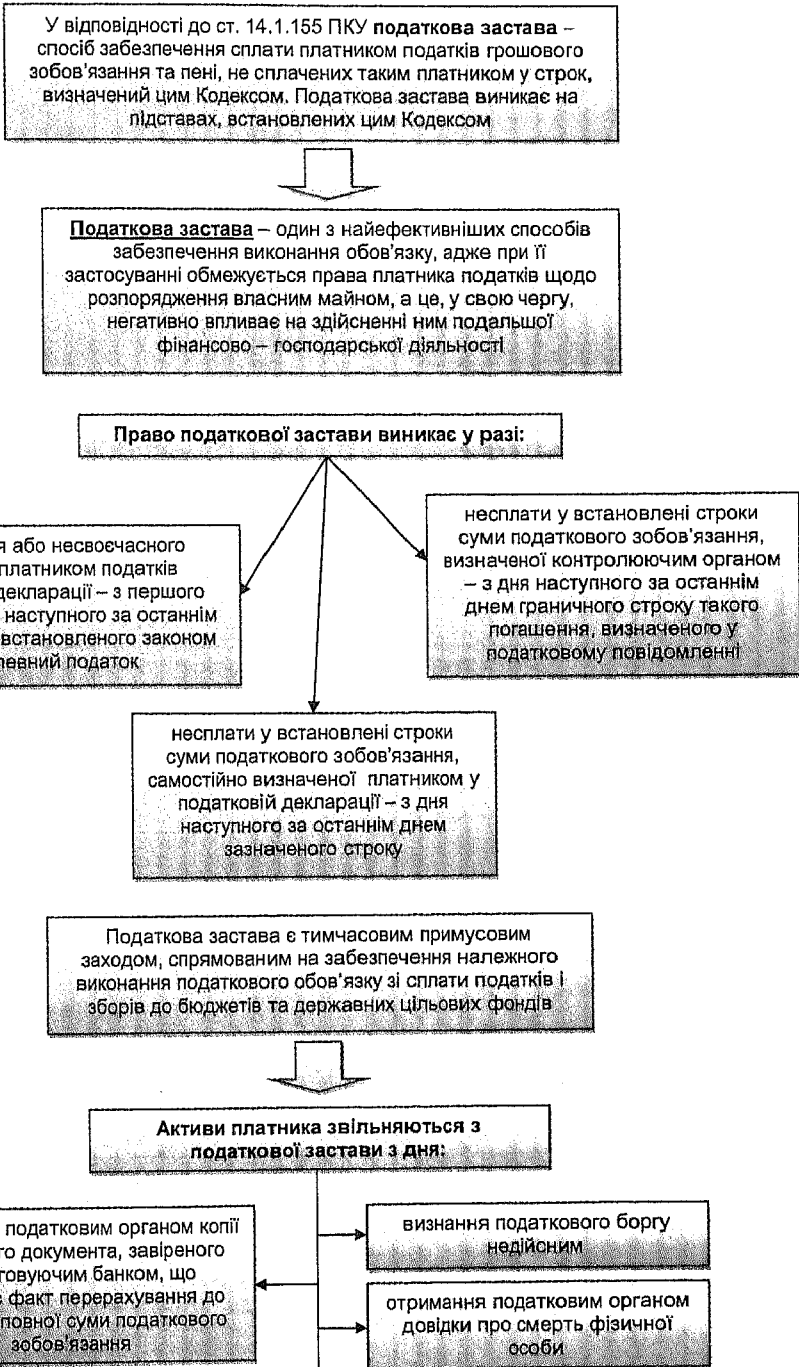 У відповідності до ст. 14.1.155 ПКУ податкова застава –
спосіб забезпечення сплати платником податків грошового
зобов'язання та пені, не сплачених таким платником у строк,
визначений цим Кодексом. Податкова застава виникає на
підставах, встановлених цим Кодексом
Податкова застава – один з найефективніших способів
забезпечення виконання обов'язку, адже при її
застосуванні обмежується права платника податків щодо
розпорядження власним майном, а це, у свою чергу,
негативно впливає на здійсненні ним подальшої
фінансово – господарської діяльності
Право податкової застави виникає у разі:
я або несвоєчасного
платником податків
декларації – з першого
наступного за останнім
встановленого законом
певний податок
несплати у встановлені строки
суми податкового зобов'язання,
визначеної контролюючим органом
– з дня наступного за останнім
днем граничного строку такого
погашення, визначеного у
податковому повідомленні
несплати у встановлені строки
суми податкового зобов'язання,
самостійно визначеної платником у
податковій декларації – з дня
наступного за останнім днем
зазначеного строку
Податкова застава є тимчасовим примусовим
заходом, спрямованим на забезпечення належного
виконання податкового обов'язку зі сплати податків і
зборів до бюджетів та державних цільових фондів
Активи платника звільняються з
податкової застави з дня:
податковим органом копії
го документа, завіреного
говуючим банком, що
факт перерахування до
повної суми податкового
зобов'язання
визнання податкового боргу
недійсним
отримання податковим органом
довідки про смерть фізичної
особи